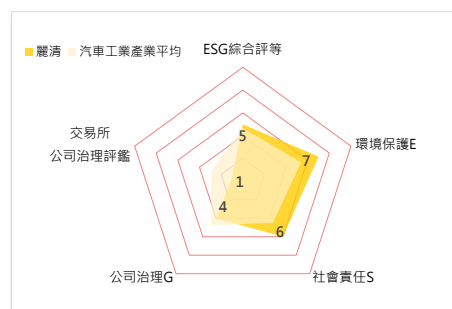 ESG綜合評等
麗清 汽車工業產業平均
5
交易所
公司治理評鑑
環境保護E
7
1
4
6
公司治理G
社會責任S